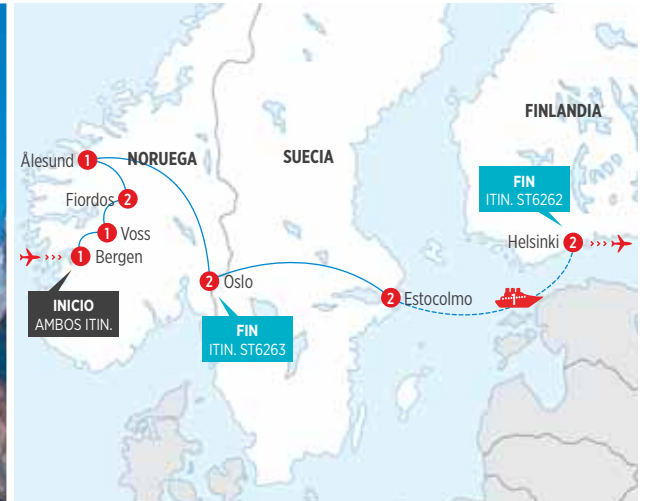 FINLANDIA
Ålesund 1
NORUEGA
SUECIA
FIN
ITIN. ST6262
Fiordos 2
1 Voss
Helsinki 2
1 Bergen
2 Oslo
2 Estocolmo
1
INICIO
AMBOS ITIN.
FIN
ITIN. ST6263